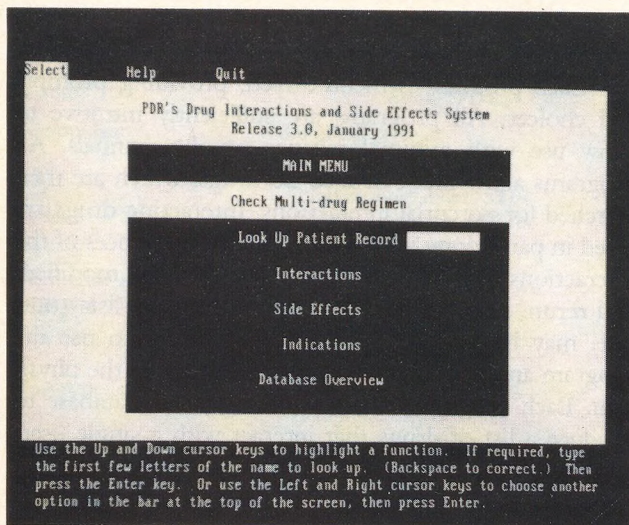 Select Help Quit
PDR's Drug Interactions and Side Effects System
Release 3.0, January 1991
MAIN MENU
Check Multi-drug Regimen
Look Up Patient Record
Interactions
Side Effects
Indications
Database Overview
Use the Up and Down cursor keys to highlight a function. If required, type
the first few letters of the name to look up. (Backspace to correct.) Then
press the Enter key. Or use the Left and Right cursor keys to choose another
option in the bar at the top of the screen, then press Enter.